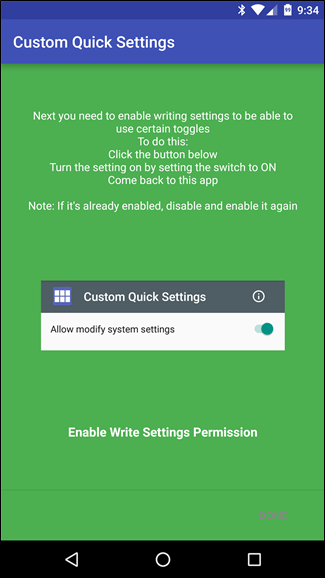 9:34
Custom Quick Settings
Next you need to enable writing settings to be able to
use certain toggles
To do this:
Click the button below
Turn the setting on by setting the switch to ON
Come back to this app
Note: If it's already enabled, disable and enable it again
Custom Quick Settings
Allow modify system settings
Enable Write Settings Permission
DONE